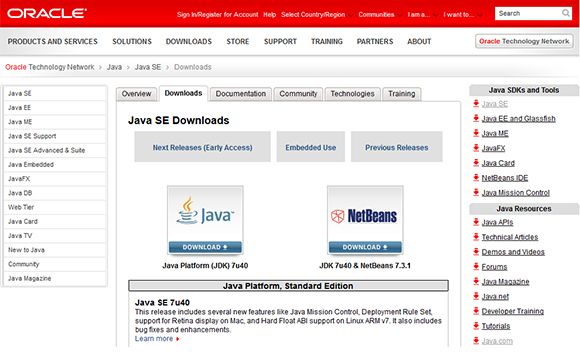 ORACLE
Sign In/Register for Account Help Select Country/Region Communities I am a... I want to... Search
PRODUCTS AND SERVICES SOLUTIONS DOWNLOADS STORE SUPPORT TRAINING PARTNERS ABOUT Oracle Technology Network
Oracle Technology Network > Java > Java SE > Downloads
Java SE
Java EE
Java ME
Java SE Support
Java SE Advanced & Suite
Java Embedded
JavaFX
Java DB
Web Tier
Java Card
Java TV
New to Java
Community
Java Magazine
Overview Downloads Documentation Community Technologies Training
Java SE Downloads
Next Releases (Early Access) Embedded Use Previous Releases
Java™ NetBeans
DOWNLOAD DOWNLOAD
Java Platform (JDK) 7u40 JDK 7u40 & NetBeans 7.3.1
Java Platform, Standard Edition
Java SE 7u40
This release includes several new features like Java Mission Control, Deployment Rule Set,
support for Retina display on Mac, and Hard Float ABI support on Linux ARM v7. It also includes
bug fixes and enhancements.
Learn more
Java SDKs and Tools
Java SE
Java EE and Glassfish
Java ME
JavaFX
Java Card
NetBeans IDE
Java Mission Control
Java Resources
Java APIs
Technical Articles
Demos and Videos
Forums
Java Magazine
Java.net
Developer Training
Tutorials
Java.com